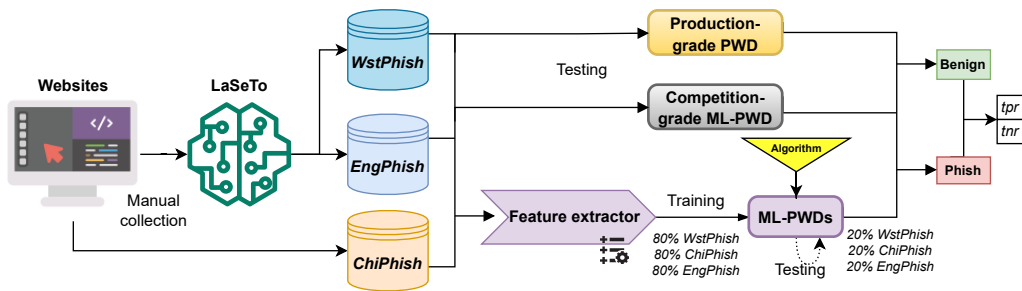 Websites
</>
Manual
collection
LaSeTo
WstPhish
EngPhish
ChiPhish
Testing
Production-
grade PWD
Competition-
grade ML-PWD
Algorithm
Feature extractor
Training
80% WstPhish
80% ChiPhish
80% EngPhish
ML-PWDs
Testing
20% WstPhish
20% ChiPhish
20% EngPhish
Benign
Phish
tpr
tnr